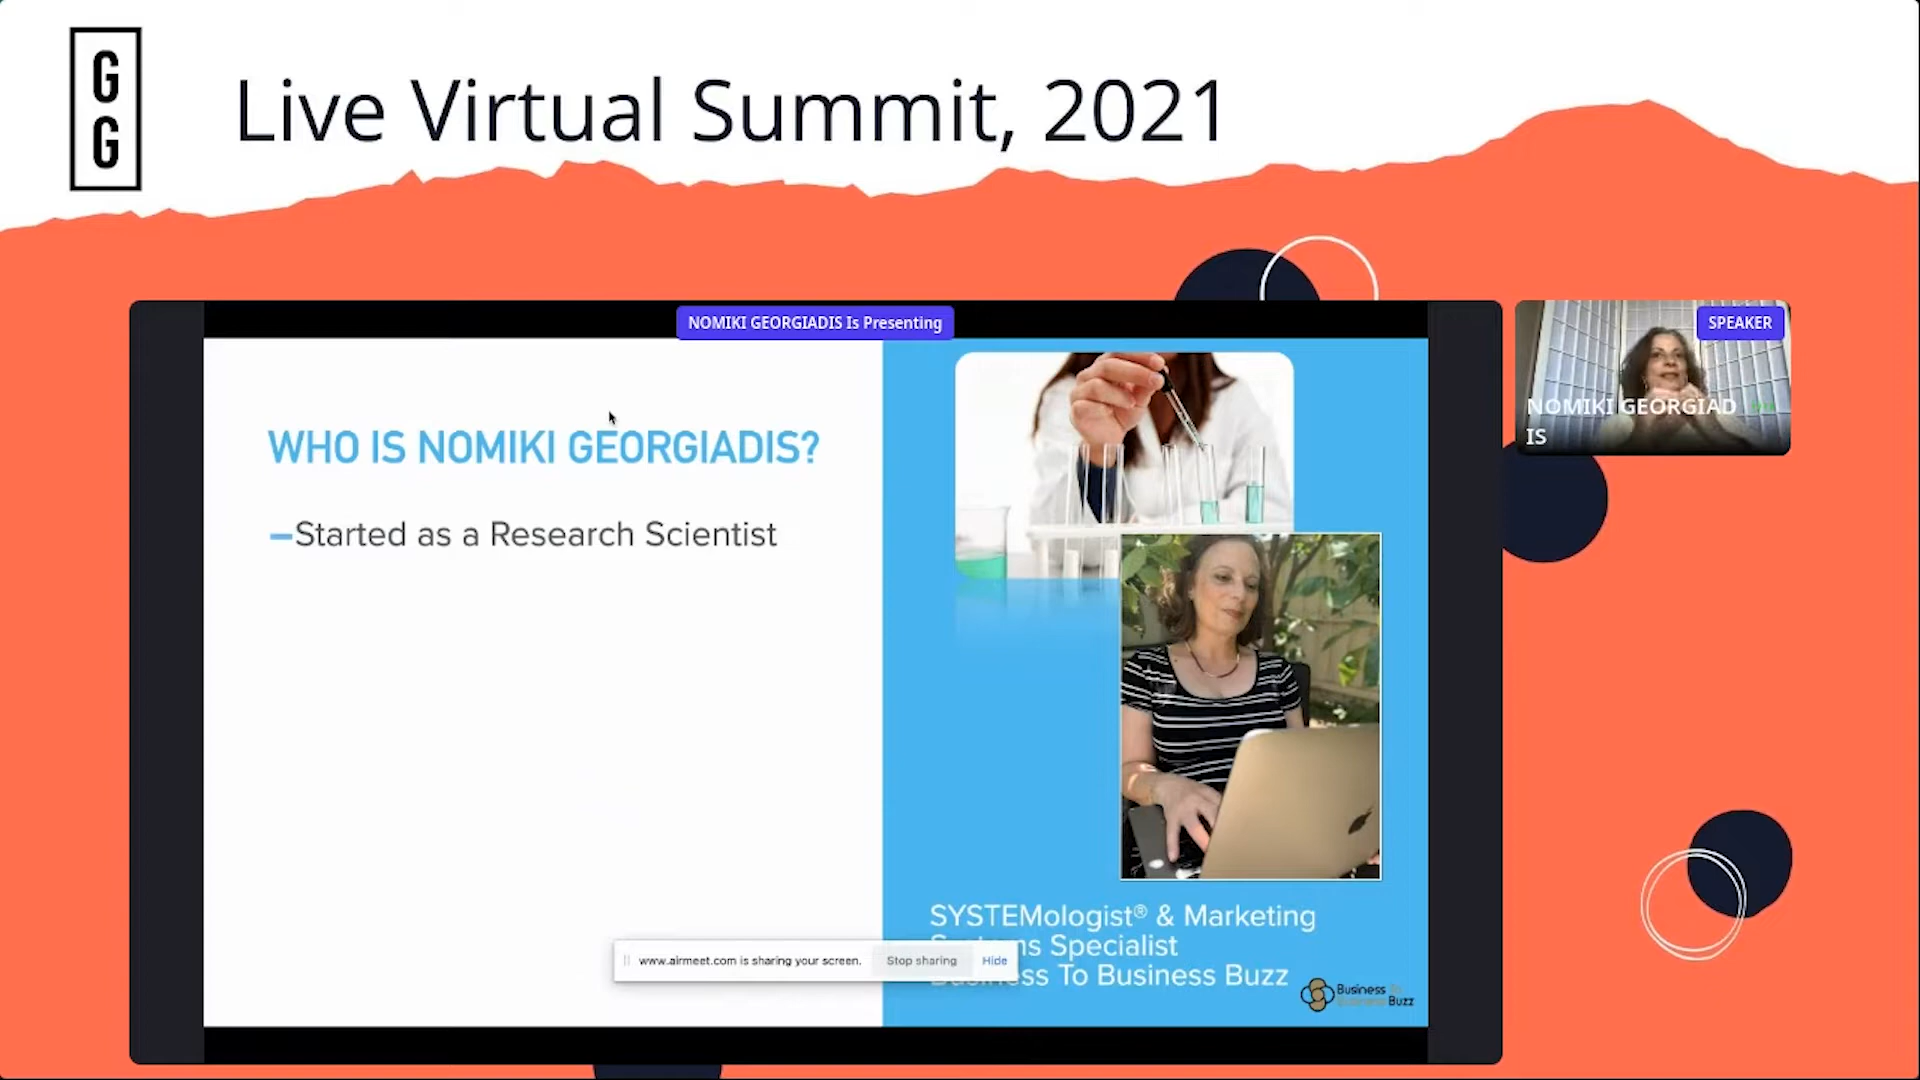 G
G
Live Virtual Summit, 2021
NOMIKI GEORGIADIS Is Presenting
SPEAKER
NOMIKI GEORGIAD
IS
WHO IS NOMIKI GEORGIADIS?
–Started as a Research Scientist
SYSTEMologist® & Marketing
Specialist
To Business Buzz
www.airmeet.com is sharing your screen. Stop sharing Hide
Business
Buzz